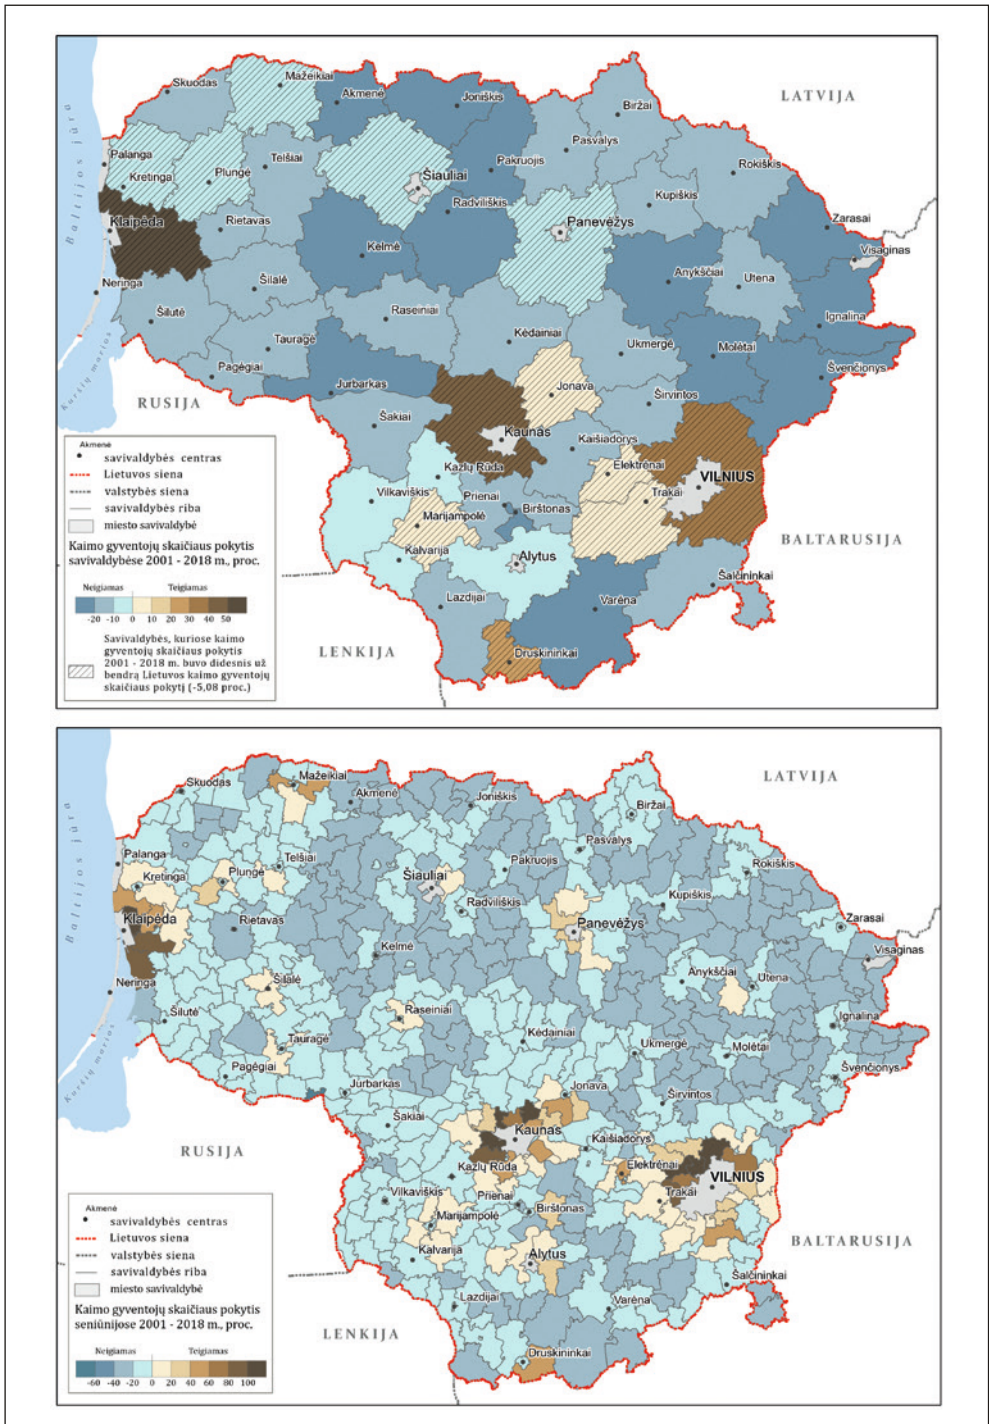 LATVIJA
Skuodas
Mažeikiai
Akmenė
Joniškis
Biržai
Pasvalys
Palanga
Kretinga
Plungė
Telšiai
Šiauliai
Pakruojis
Rokiškis
Kupiškis
Baltijos jūra
Klaipėda
Rietavas
Radviliškis
Panevėžys
Zarasai
Visaginas
Kelmė
Anykščiai
Utena
Neringa
Šilalė
Šilutė
Raseiniai
Ignalina
Tauragė
Kėdainiai
Ukmergė
Molėtai
Pagėgiai
Švenčionys
Kuršių marios
Jurbarkas
Jonava
Širvintos
RUSIJA
Šakiai
Kaunas
Kaišiadorys
Kazlų Rūda
Elektrėnai
VILNIUS
Vilkaviškis
Prienai
Birštonas
Trakai
Marijampolė
BALTARUSIJA
Kalvarija
Alytus
Šalčininkai
Lazdijai
Varėna
LENKIJA
Druskininkai
Akmenė
savivaldybės centras
Lietuvos siena
valstybės siena
savivaldybės riba
miesto savivaldybė
Kaimo gyventojų skaičiaus pokytis
savivaldybėse 2001 - 2018 m., proc.
Neigiamas Teigiamas
-20 -10 0 10 20 30 40 50
Savivaldybės, kuriose kaimo
gyventojų skaičiaus pokytis
2001 - 2018 m. buvo didesnis už
bendrą Lietuvos kaimo gyventojų
skaičiaus pokytį (-5,08 proc.)
LATVIJA
Skuodas
Mažeikiai
Akmenė
Joniškis
Biržai
Pasvalys
Palanga
Kretinga
Plungė
Telšiai
Šiauliai
Pakruojis
Rokiškis
Kupiškis
Baltijos jūra
Klaipėda
Rietavas
Radviliškis
Panevėžys
Zarasai
Visaginas
Kelmė
Anykščiai
Utena
Neringa
Šilalė
Šilutė
Raseiniai
Ignalina
Tauragė
Kėdainiai
Ukmergė
Molėtai
Pagėgiai
Švenčionys
Kuršių marios
Jurbarkas
Jonava
Širvintos
RUSIJA
Šakiai
Kaunas
Kaišiadorys
Kazlų Rūda
Elektrėnai
VILNIUS
Vilkaviškis
Prienai
Birštonas
Trakai
Marijampolė
BALTARUSIJA
Kalvarija
Alytus
Šalčininkai
Lazdijai
Varėna
LENKIJA
Druskininkai
Akmenė
savivaldybės centras
Lietuvos siena
valstybės siena
savivaldybės riba
miesto savivaldybė
Kaimo gyventojų skaičiaus pokytis
seniūnijose 2001 - 2018 m., proc.
Neigiamas Teigiamas
-60 -40 -20 0 20 40 60 80 100